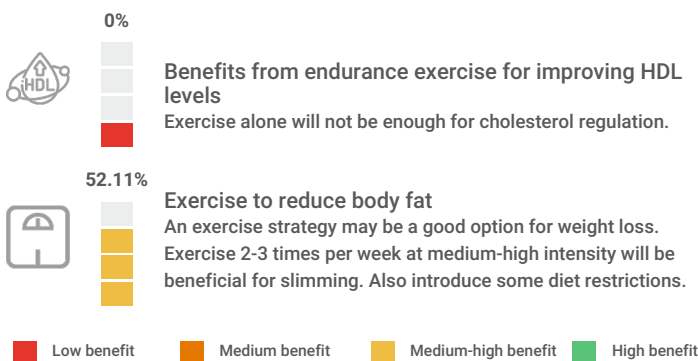 0%
HDL
Benefits from endurance exercise for improving HDL
levels
Exercise alone will not be enough for cholesterol regulation.
52.11%
Exercise to reduce body fat
An exercise strategy may be a good option for weight loss.
Exercise 2-3 times per week at medium-high intensity will be
beneficial for slimming. Also introduce some diet restrictions.
Low benefit
Medium benefit
Medium-high benefit
High benefit